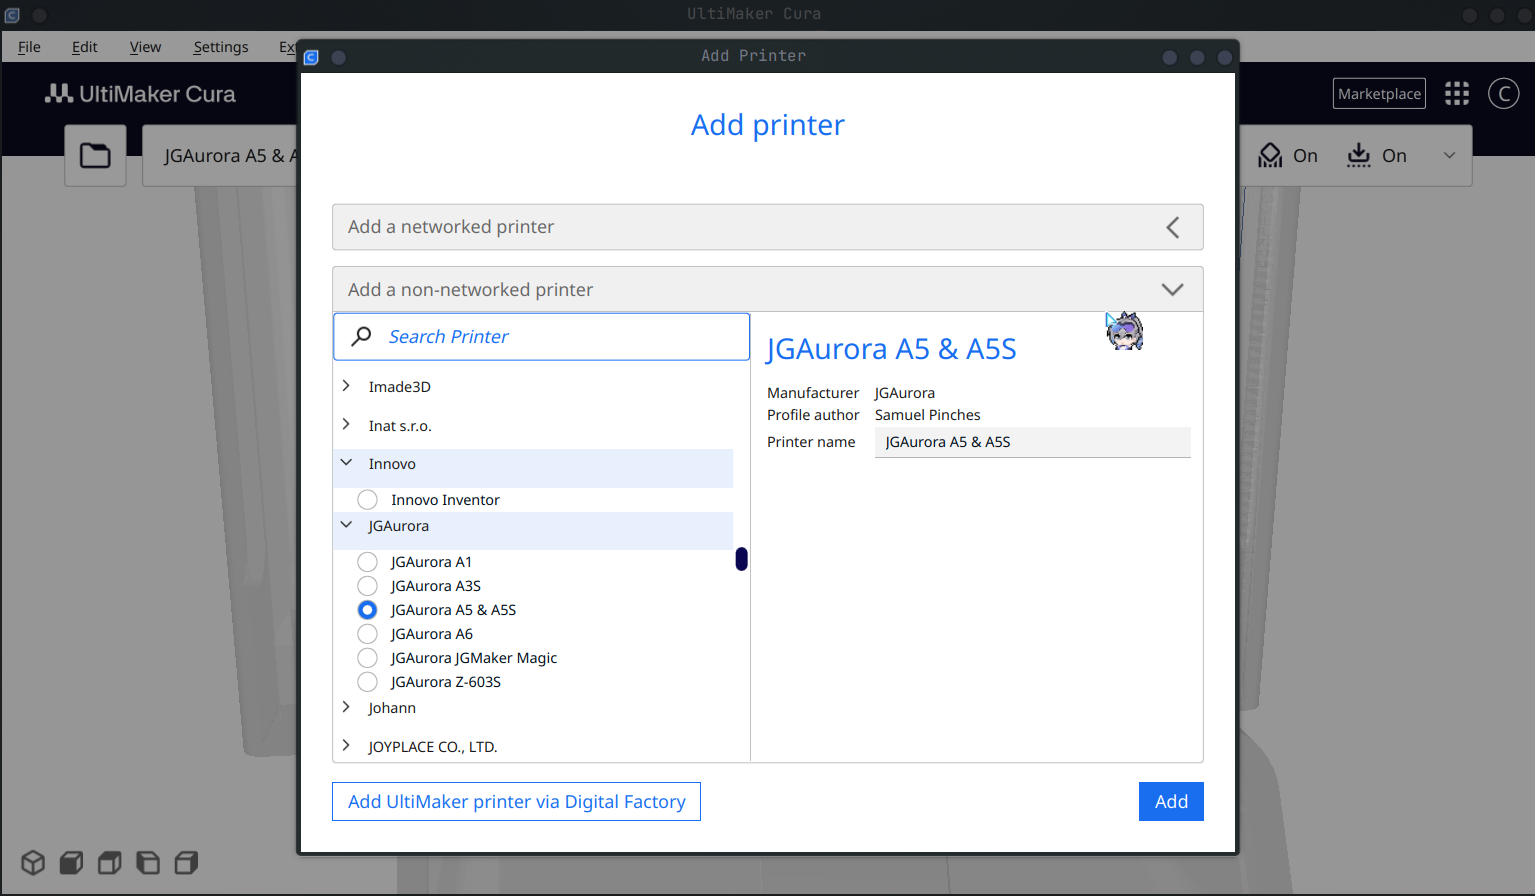 UltiMaker Cura
File Edit View Settings
Add Printer
UltiMaker Cura
Marketplace
C
JGAurora A5 & A
On
On
Add printer
Add a networked printer
Add a non-networked printer
Search Printer
Imade3D
Inat s.r.o.
Innovo
Innovo Inventor
JGAurora
JGAurora A1
JGAurora A3S
JGAurora A5 & A5S
JGAurora A6
JGAurora JGMaker Magic
JGAurora Z-603S
Johann
JOYPLACE CO., LTD.
JGAurora A5 & A5S
Manufacturer JGAurora
Profile author Samuel Pinches
Printer name JGAurora A5 & A5S
Add UltiMaker printer via Digital Factory
Add